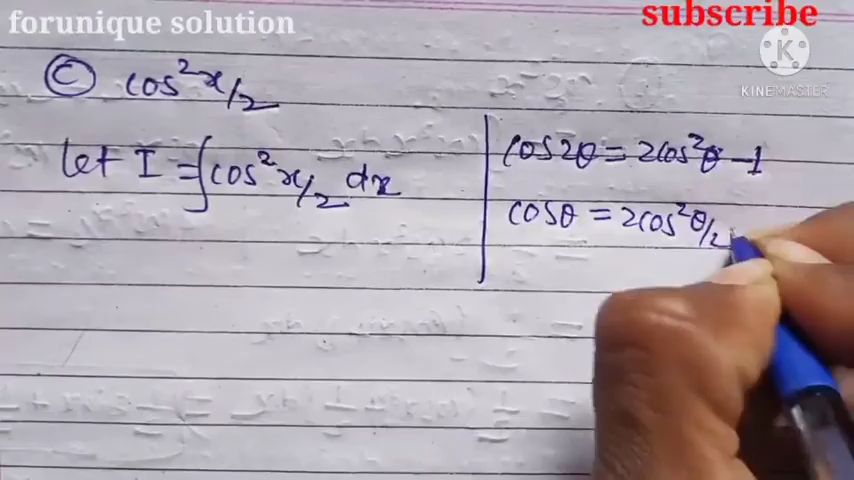 forunique solution
subscribe
KINEMASTER
Ⓒ cos²x/2
let I = ∫cos²x/2 dx
cos2θ = 2cos²θ - 1
cosθ = 2cos²θ/2